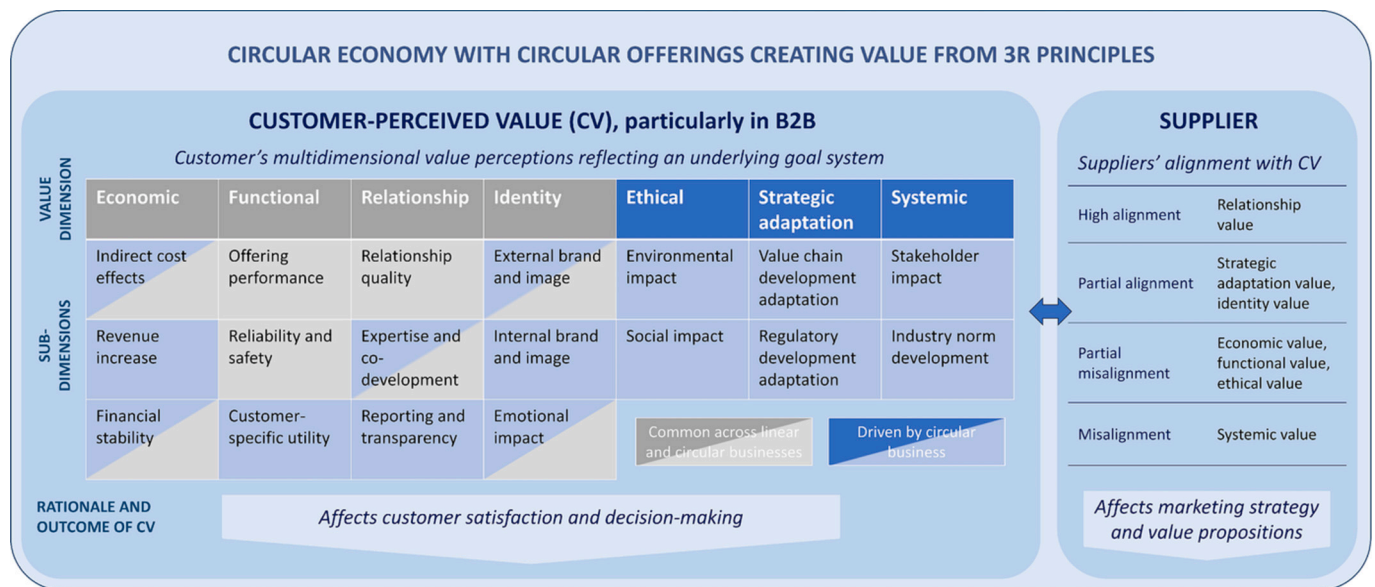 CIRCULAR ECONOMY WITH CIRCULAR OFFERINGS CREATING VALUE FROM 3R PRINCIPLES
CUSTOMER-PERCEIVED VALUE (CV), particularly in B2B
Customer's multidimensional value perceptions reflecting an underlying goal system
VALUE
DIMENSION
Economic
Functional
Relationship
Identity
Ethical
Strategic
adaptation
Systemic
SUB-
DIMENSIONS
Indirect cost
effects
Offering
performance
Relationship
quality
External brand
and image
Environmental
impact
Value chain
development
adaptation
Stakeholder
impact
Revenue
increase
Reliability and
safety
Expertise and
co-
development
Internal brand
and image
Social impact
Regulatory
development
adaptation
Industry norm
development
Financial
stability
Customer-
specific utility
Reporting and
transparency
Emotional
impact
Common across linear
and circular businesses
Driven by circular
business
RATIONALE AND
OUTCOME OF CV
Affects customer satisfaction and decision-making
SUPPLIER
Suppliers' alignment with CV
High alignment
Relationship
value
Partial alignment
Strategic
adaptation value,
identity value
Partial
misalignment
Economic value,
functional value,
ethical value
Misalignment
Systemic value
Affects marketing strategy
and value propositions